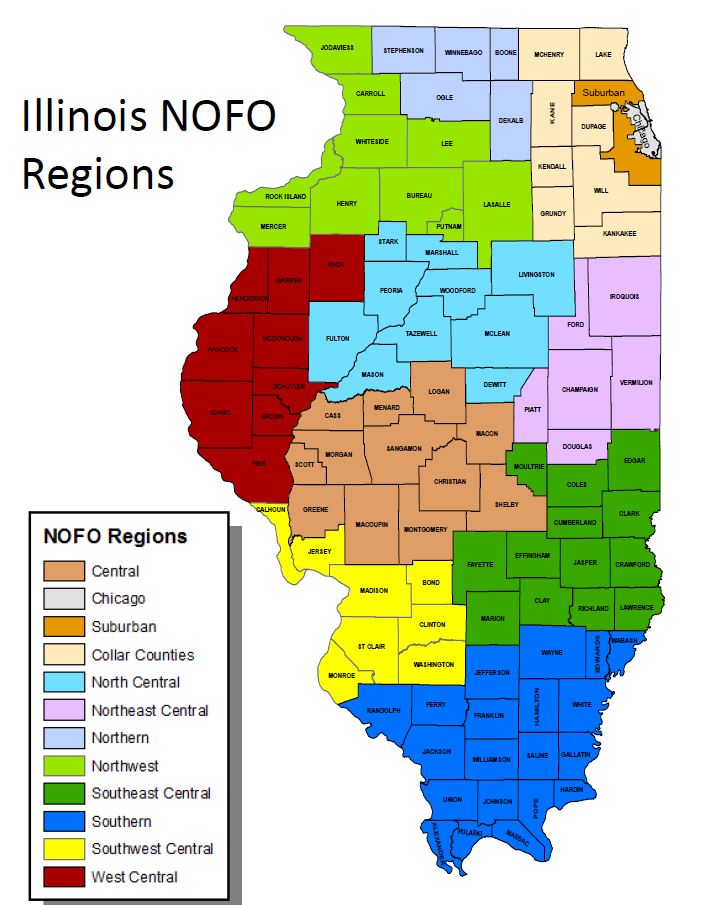 Illinois NOFO
Regions
JODAVIESS
STEPHENSON
WINNEBAGO
BOONE
MCHENRY
LAKE
CARROLL
OGLE
DEKALB
KANE
Suburban
Chicago
DUPAGE
WHITESIDE
LEE
KENDALL
WILL
ROCK ISLAND
HENRY
BUREAU
LASALLE
GRUNDY
MERCER
PUTNAM
KANKAKEE
STARK
MARSHALL
KNOX
LIVINGSTON
WARREN
HENDERSON
PEORIA
WOODFORD
IROQUOIS
FORD
FULTON
TAZEWELL
MCLEAN
MCDONOUGH
HANCOCK
MASON
SCHUYLER
LOGAN
DEWITT
CHAMPAIGN
VERMILION
ADAMS
BROWN
CASS
MENARD
PIATT
MACON
SANGAMON
MORGAN
DOUGLAS
EDGAR
PIKE
SCOTT
MOULTRIE
CHRISTIAN
COLES
SHELBY
CLARK
CALHOUN
GREENE
MACOUPIN
MONTGOMERY
CUMBERLAND
JERSEY
FAYETTE
EFFINGHAM
JASPER
CRAWFORD
MADISON
BOND
CLAY
RICHLAND
LAWRENCE
MARION
CLINTON
ST CLAIR
WAYNE
EDWARDS
WABASH
WASHINGTON
JEFFERSON
MONROE
RANDOLPH
PERRY
HAMILTON
WHITE
FRANKLIN
JACKSON
WILLIAMSON
SALINE
GALLATIN
HARDIN
UNION
JOHNSON
POPE
ALEXANDER
PULASKI
MASSAC
NOFO Regions
Central
Chicago
Suburban
Collar Counties
North Central
Northeast Central
Northern
Northwest
Southeast Central
Southern
Southwest Central
West Central